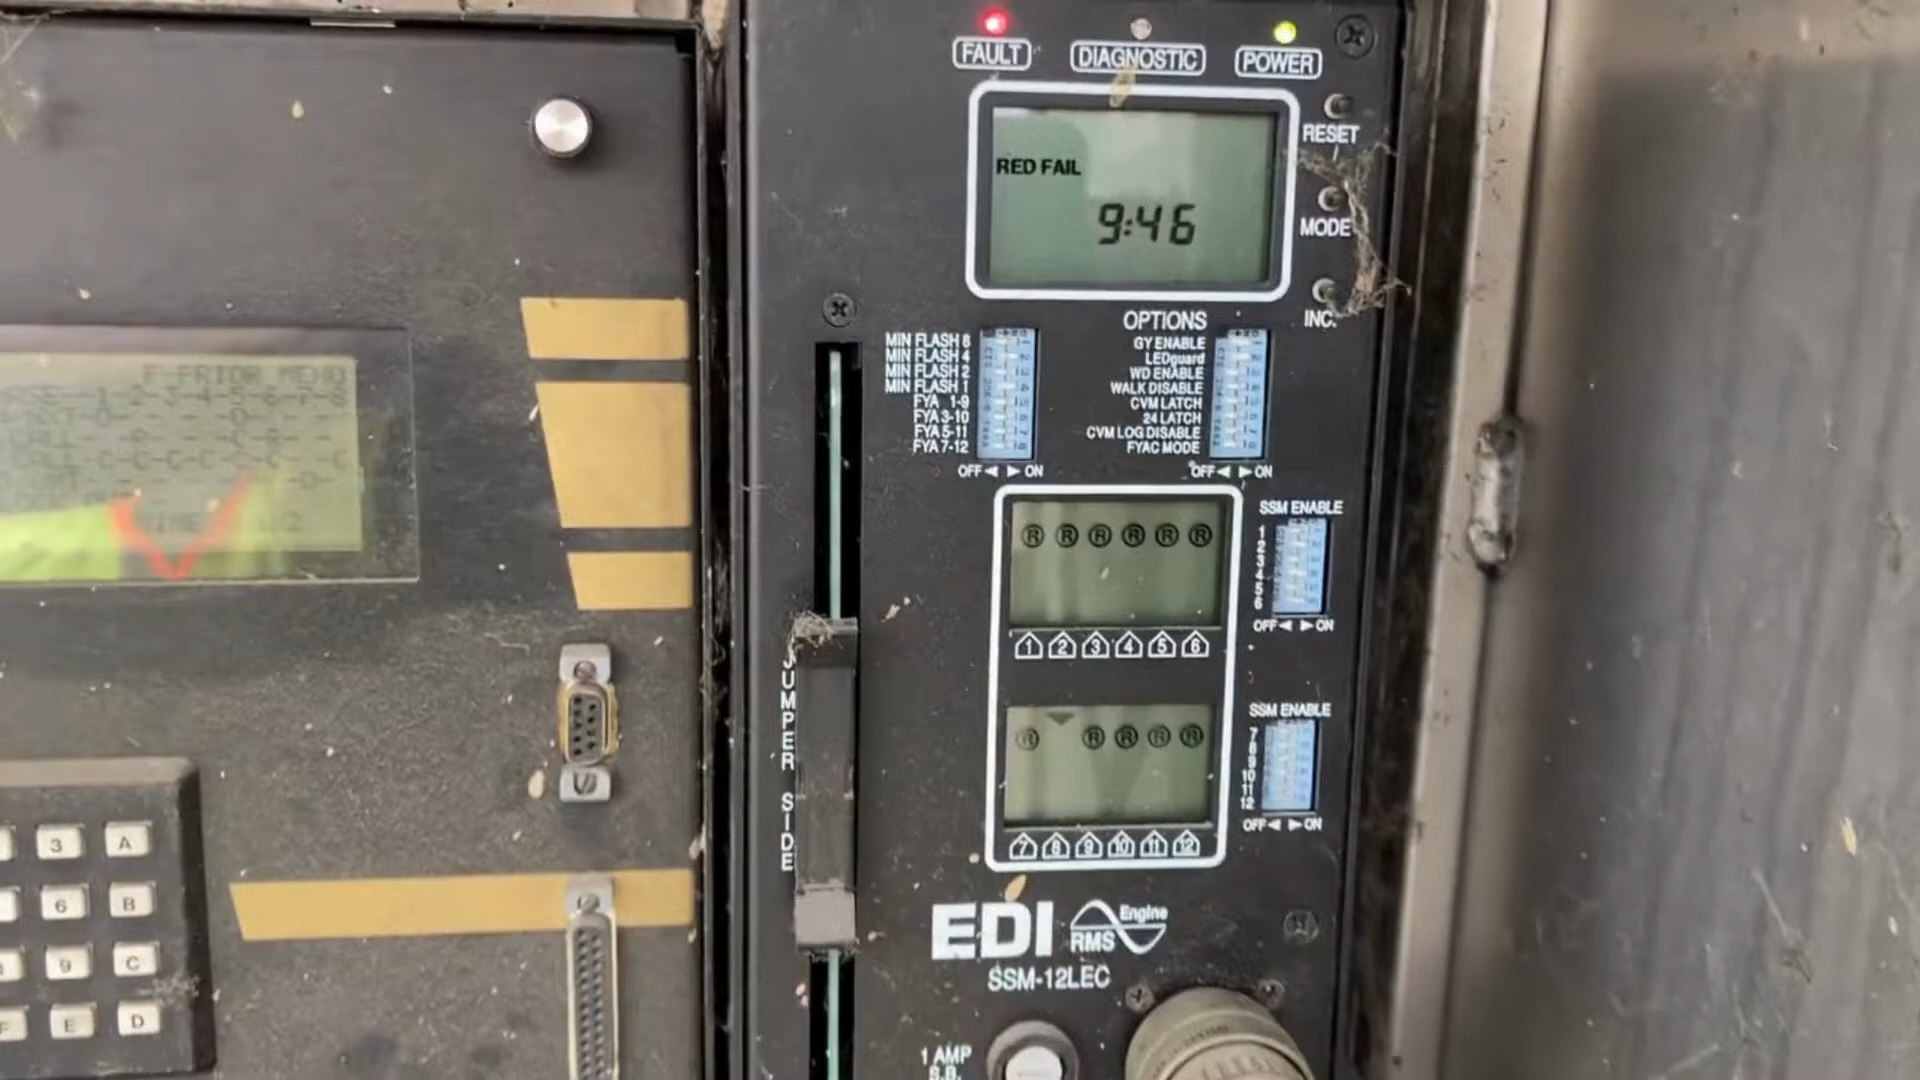 FAULT
DIAGNOSTIC
POWER
RESET
RED FAIL
9:46
MODE
INC.
OPTIONS
MIN FLASH 8
MIN FLASH 4
MIN FLASH 2
MIN FLASH 1
FYA 1-9
FYA 3-10
FYA 5-11
FYA 7-12
OFF ◄ ► ON
GY ENABLE
LEDguard
WD ENABLE
WALK DISABLE
CVM LATCH
24 LATCH
CVM LOG DISABLE
FYAC MODE
OFF ◄ ► ON
SSM ENABLE
1
2
3
4
5
6
OFF ◄ ► ON
R R R R R R
1 2 3 4 5 6
SSM ENABLE
7
8
9
10
11
12
OFF ◄ ► ON
R R R R R
7 8 9 10 11 12
JUMPER SIDE
EDI
Engine
RMS
SSM-12LEC
1 AMP
S.B.
3 A
6 B
9 C
F E D